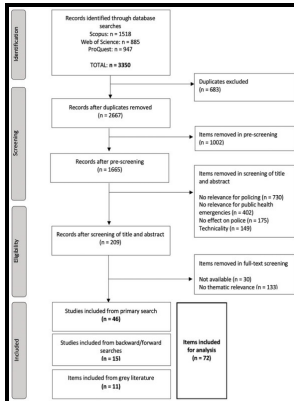 Identification
Records identified through database
searches
Scopus: n = 1518
Web of Science: n = 885
ProQuest: n = 947
TOTAL: n = 3350
Duplicates excluded
(n = 683)
Screening
Records after duplicates removed
(n = 2667)
Items removed in pre-screening
(n = 1002)
Records after pre-screening
(n = 1665)
Items removed in screening of title
and abstract
No relevance for policing (n = 730)
No relevance for public health
emergencies (n = 402)
No effect on police (n = 175)
Technicality (n = 149)
Eligibility
Records after screening of title and abstract
(n = 209)
Items removed in full-text screening
Not available (n = 30)
No thematic relevance (n = 133)
Included
Studies included from primary search
(n = 46)
Studies included from backward/forward
searches
(n = 15)
Items from grey literature
(n = 11)
Items included
for analysis
(n = 72)